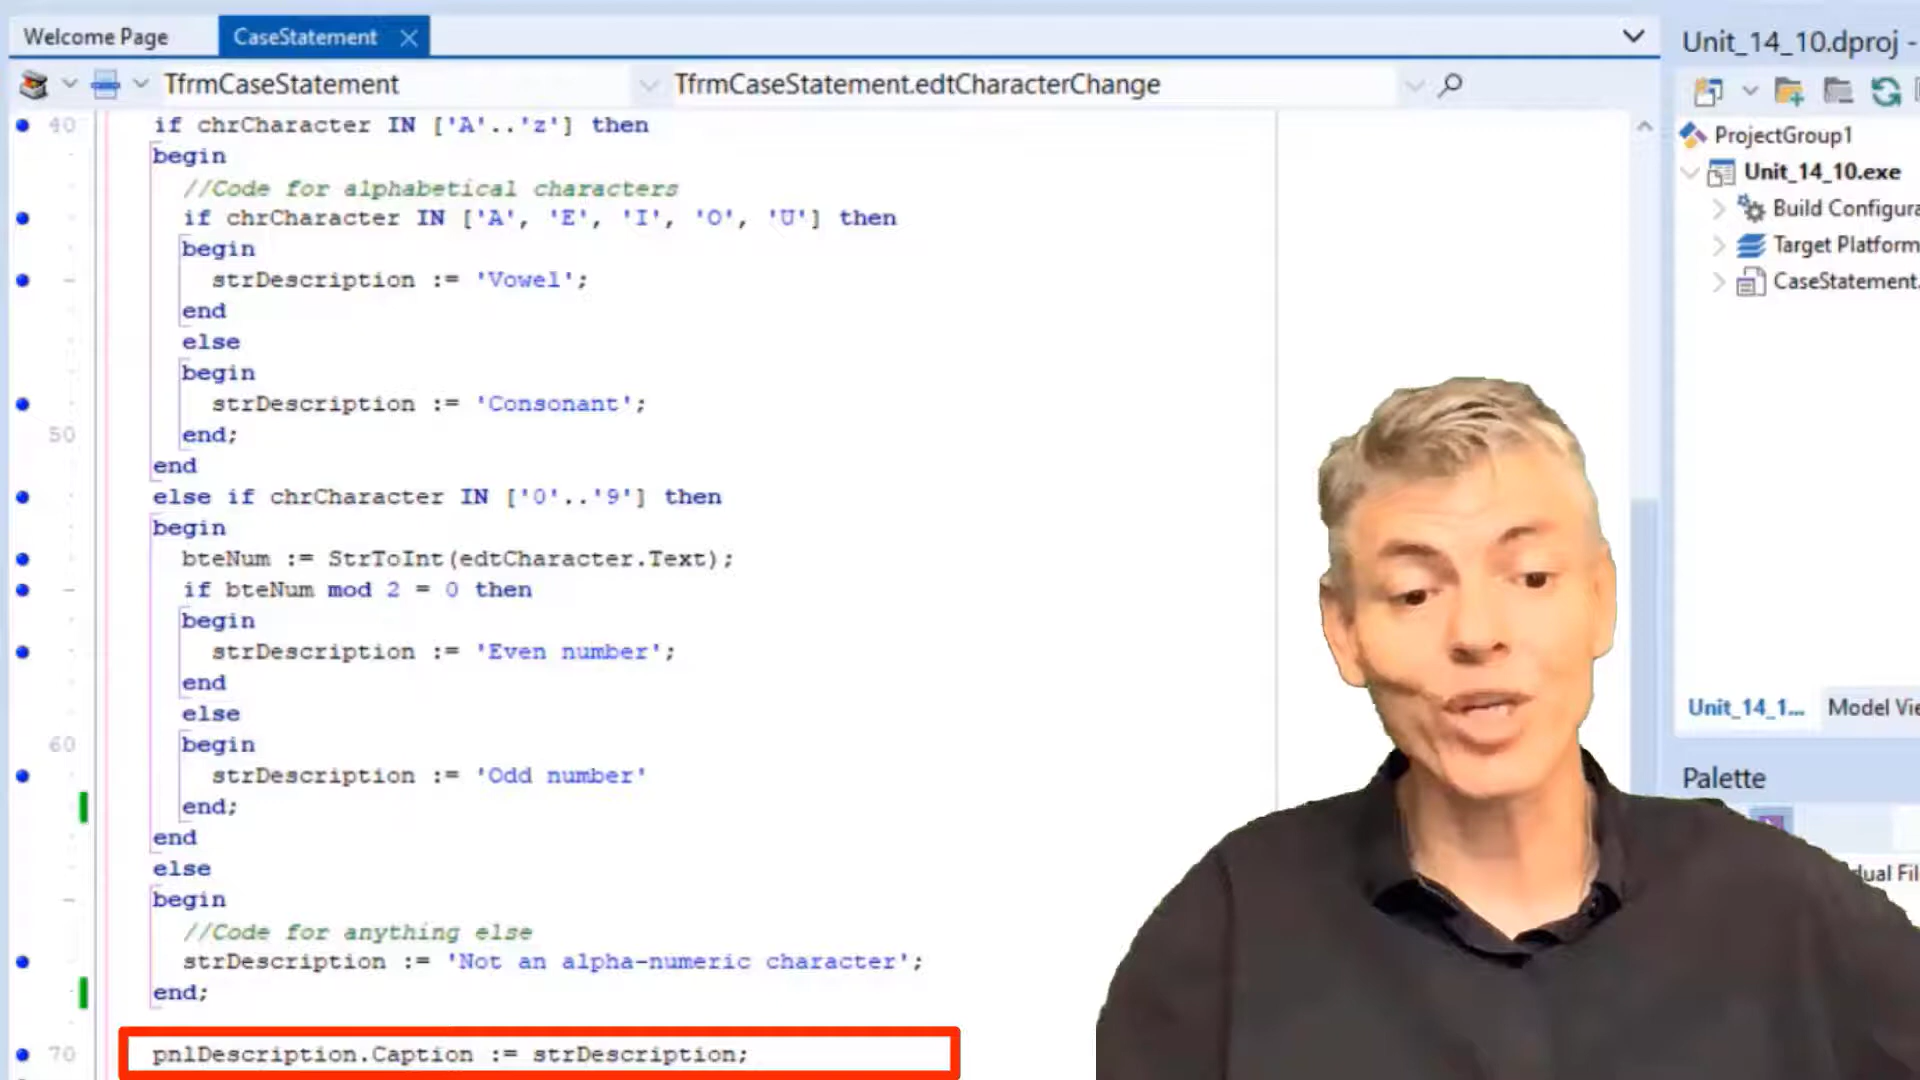 Welcome Page
CaseStatement
Unit_14_10.dproj -
TfrmCaseStatement
TfrmCaseStatement.edtCharacterChange
40 if chrCharacter IN ['A'..'z'] then
begin
//Code for alphabetical characters
if chrCharacter IN ['A', 'E', 'I', 'O', 'U'] then
begin
strDescription := 'Vowel';
end
else
begin
strDescription := 'Consonant';
50 end;
end
else if chrCharacter IN ['0'..'9'] then
begin
bteNum := StrToInt(edtCharacter.Text);
if bteNum mod 2 = 0 then
begin
strDescription := 'Even number';
end
else
60 begin
strDescription := 'Odd number'
end;
end
else
begin
//Code for anything else
strDescription := 'Not an alpha-numeric character';
end;
70 pnlDescription.Caption := strDescription;
ProjectGroup1
Unit_14_10.exe
Build Configura
Target Platform
CaseStatement.
Unit_14_1...
Model Vie
Palette
dual Fil